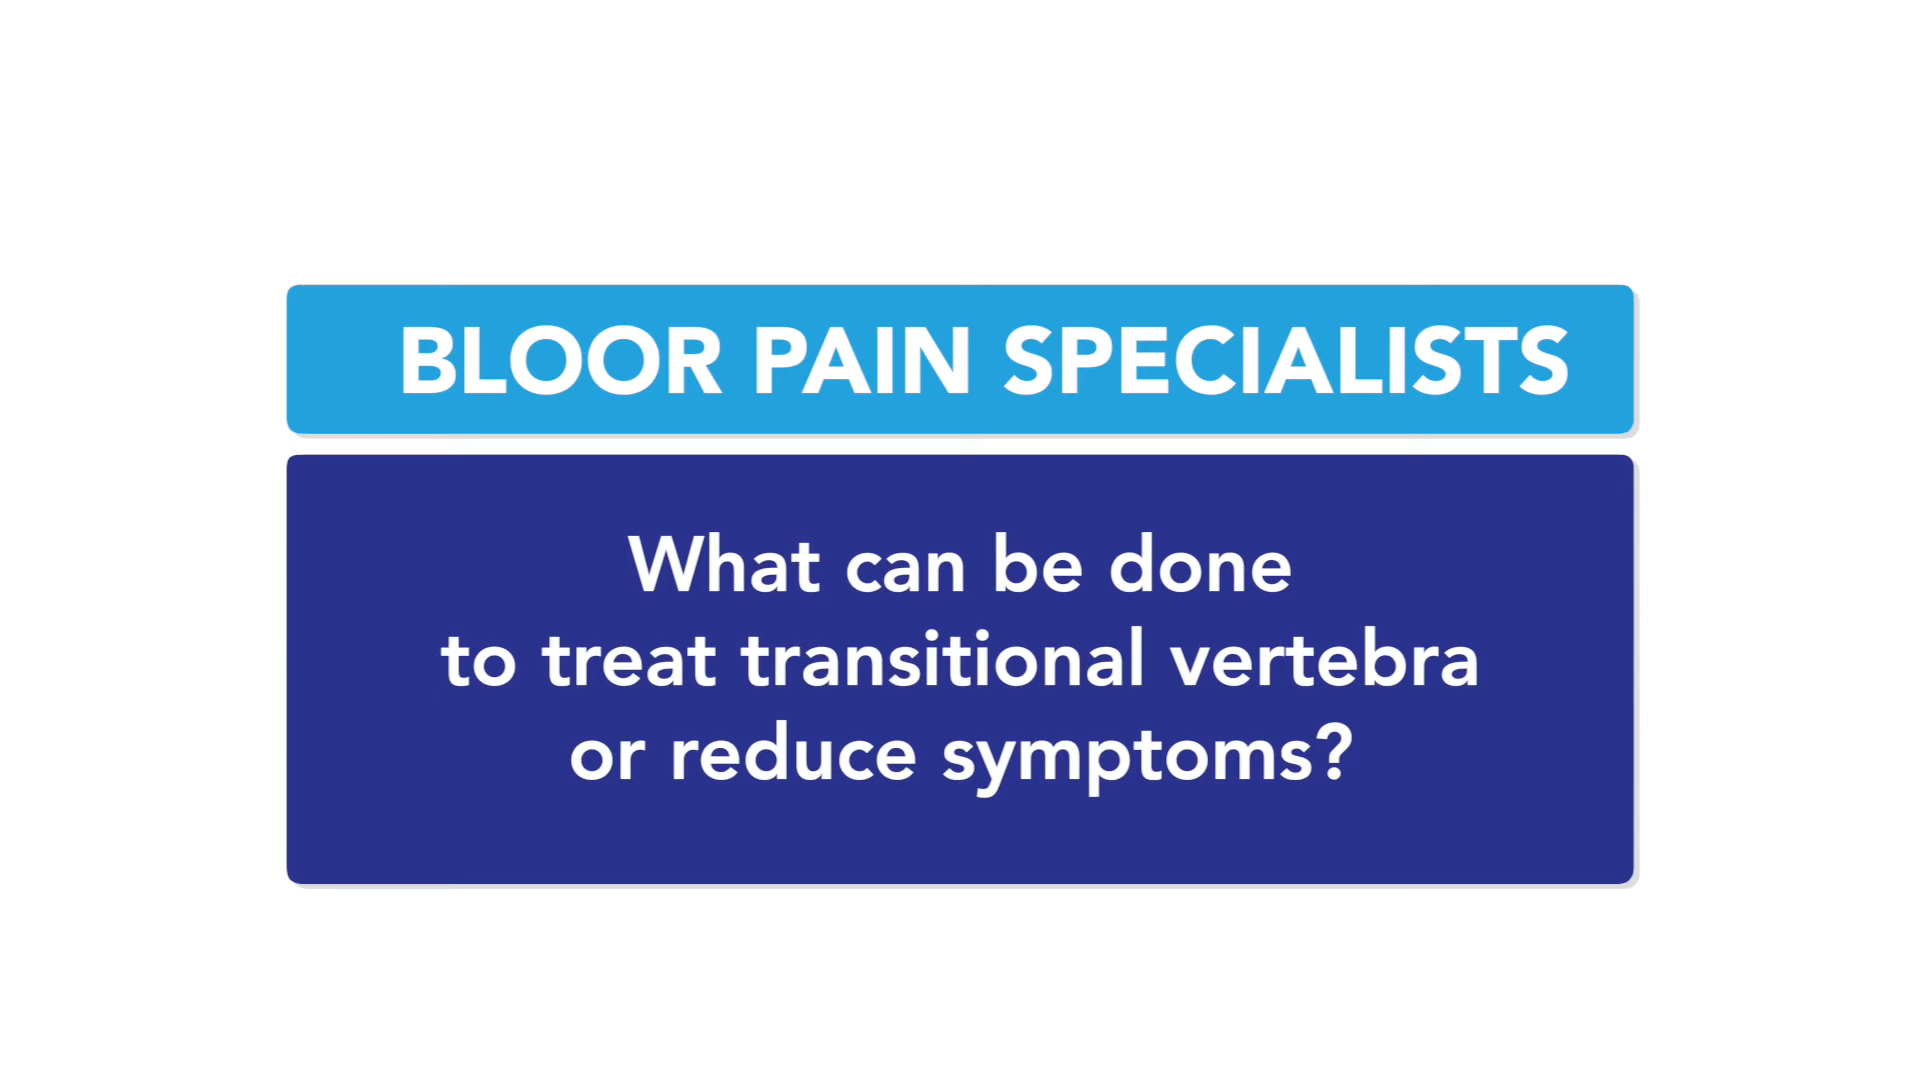 BLOOR PAIN SPECIALISTS
What can be done
to treat transitional vertebra
or reduce symptoms?